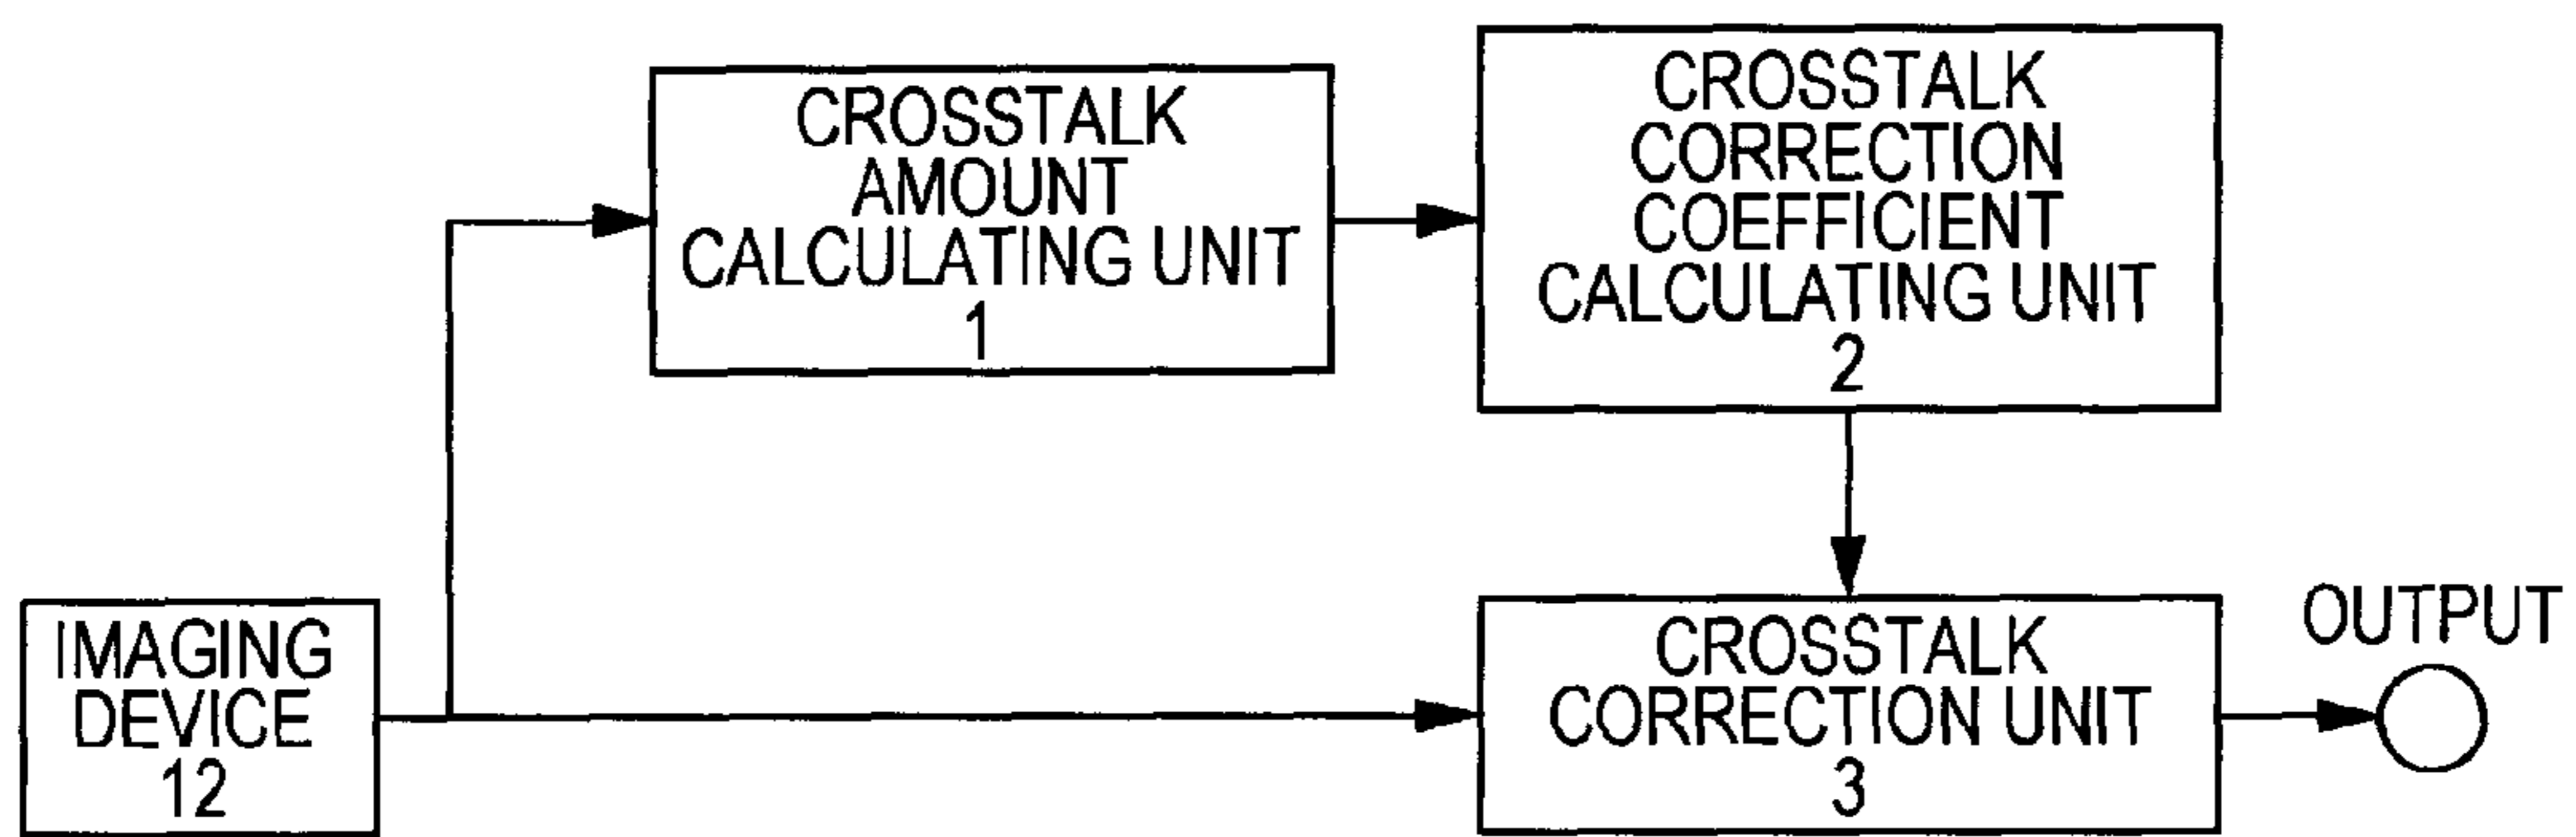 CROSSTALK
AMOUNT
CALCULATING UNIT
1
CROSSTALK
CORRECTION
COEFFICIENT
CALCULATING UNIT
2
IMAGING
DEVICE
12
CROSSTALK
CORRECTION UNIT
3
OUTPUT